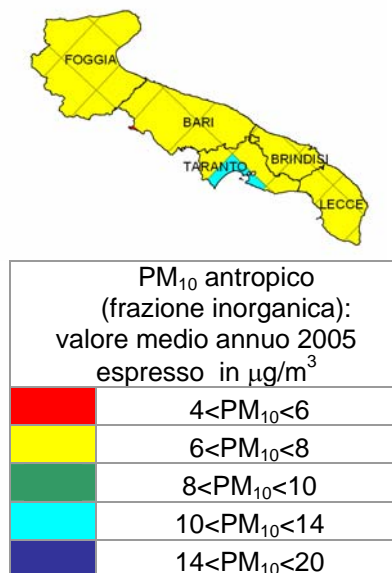 FOGGIA
BARI
TARANTO
BRINDISI
LECCE
PM₁₀ antropico
(frazione inorganica):
valore medio annuo 2005
espresso in μg/m³
4<PM₁₀<6
6<PM₁₀<8
8<PM₁₀<10
10<PM₁₀<14
14<PM₁₀<20